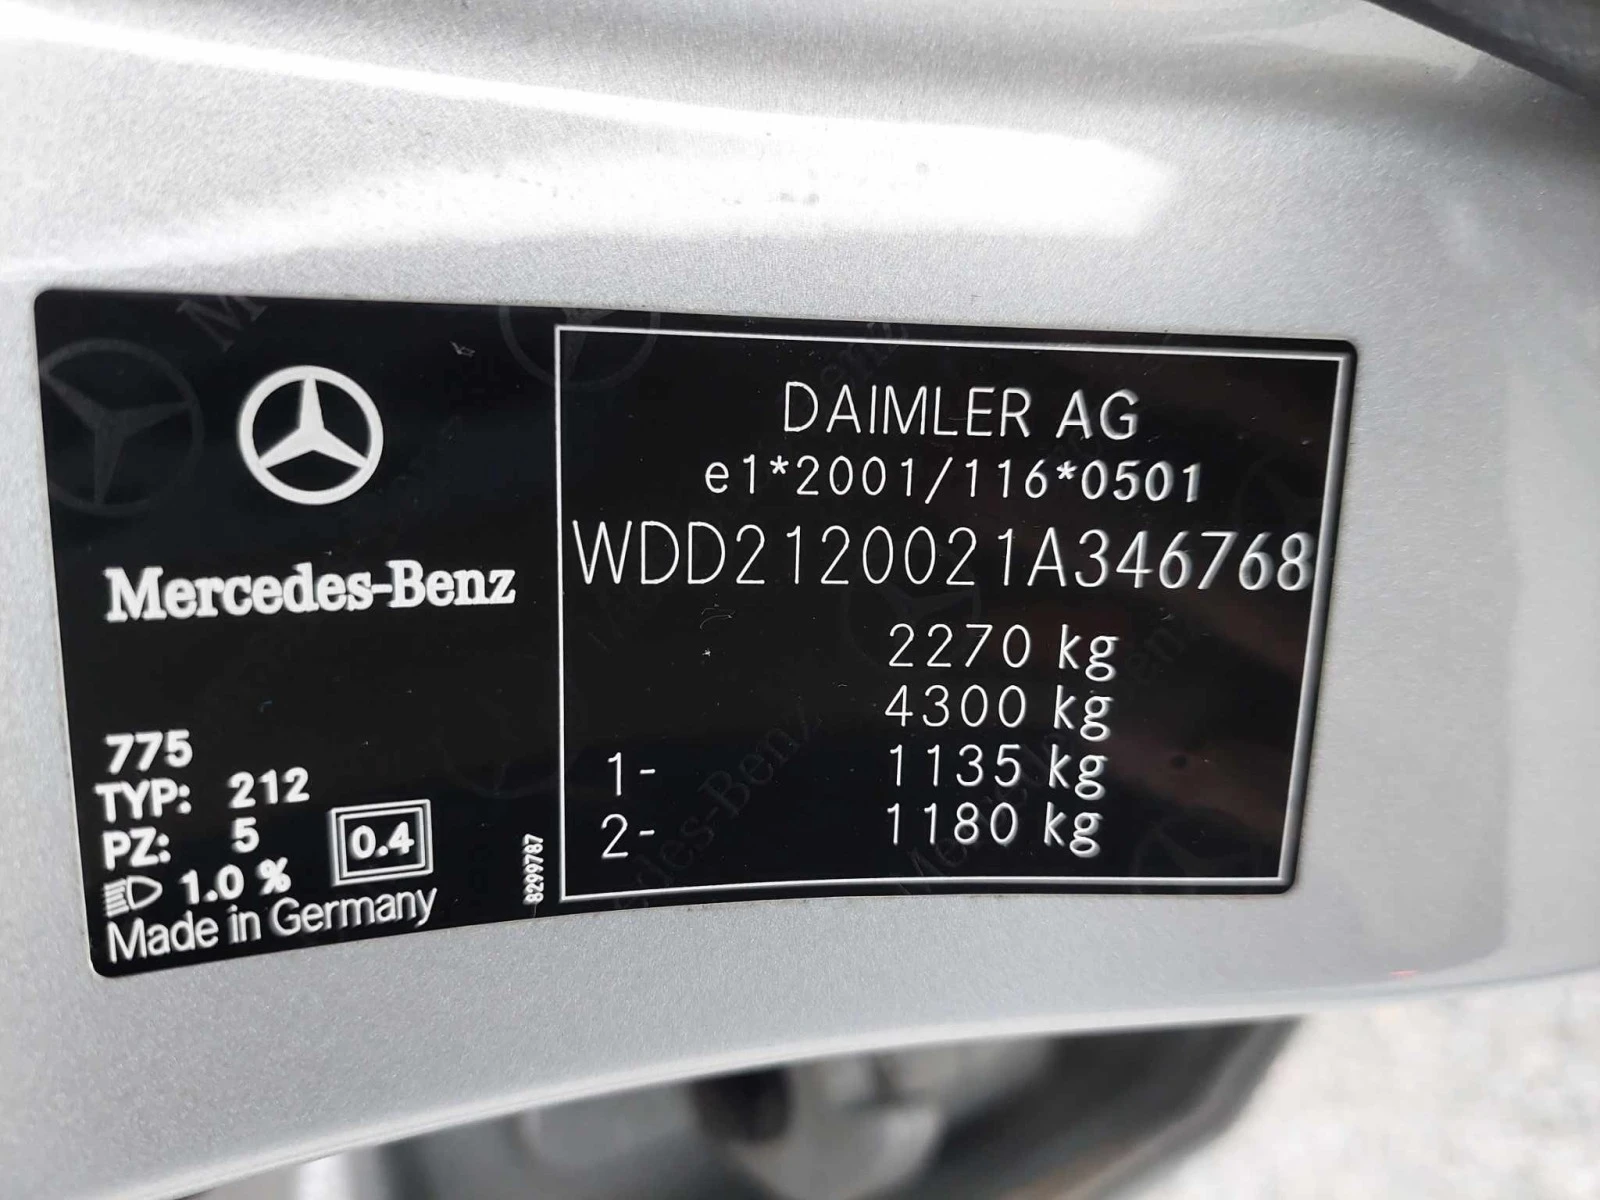 Mercedes-Benz
775
TYP: 212
PZ: 5
1.0 %
0.4
Made in Germany
8299787
DAIMLER AG
e1*2001/116*0501
WDD2120021A346768
2270 kg
4300 kg
1- 1135 kg
2- 1180 kg